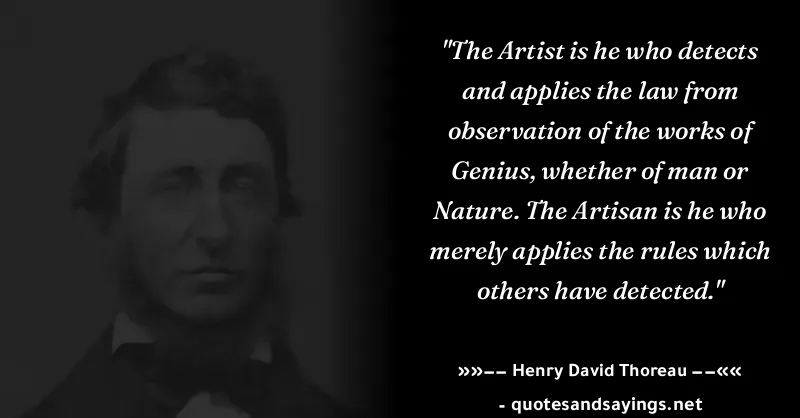 "The Artist is he who detects
and applies the law from
observation of the works of
Genius, whether of man or
Nature. The Artisan is he who
merely applies the rules which
others have detected."
»»−− Henry David Thoreau −−««
- quotesandsayings.net